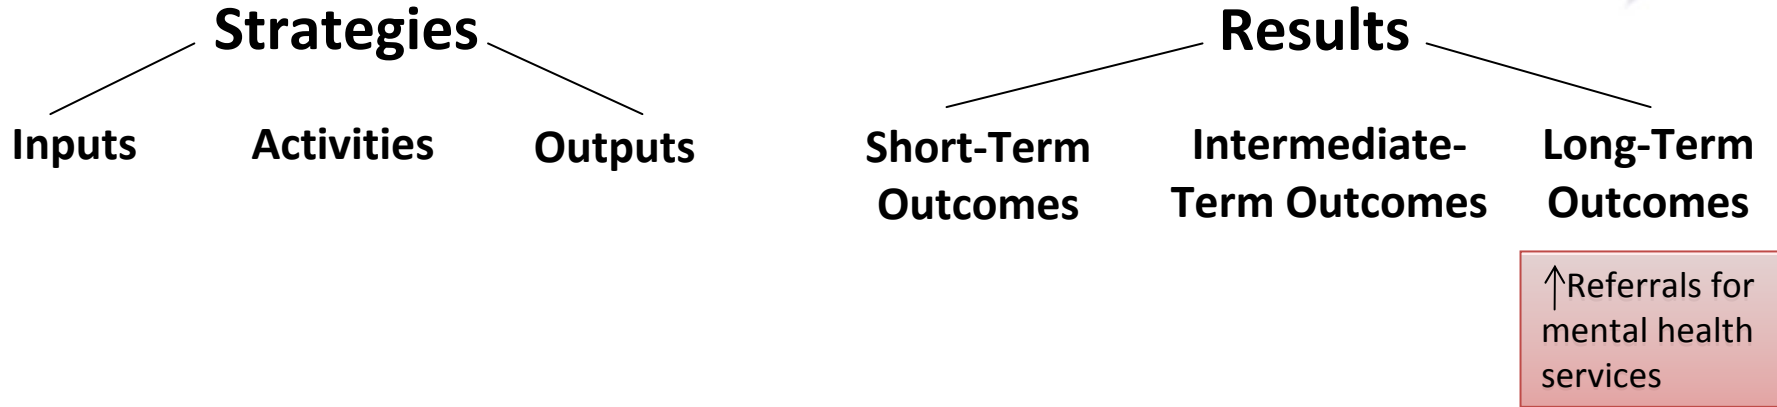 Strategies
Results
Inputs
Activities
Outputs
Short-Term
Outcomes
Intermediate-
Term Outcomes
Long-Term
Outcomes
↑Referrals for
mental health
services